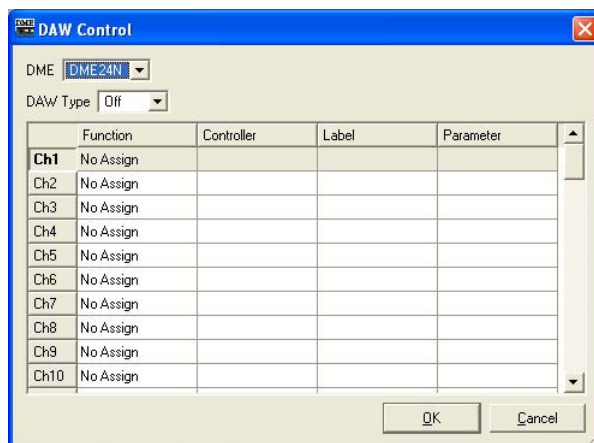 DME DAW Control
DME DME24N
DAW Type Off
Function Controller Label Parameter
Ch1 No Assign
Ch2 No Assign
Ch3 No Assign
Ch4 No Assign
Ch5 No Assign
Ch6 No Assign
Ch7 No Assign
Ch8 No Assign
Ch9 No Assign
Ch10 No Assign
OK Cancel